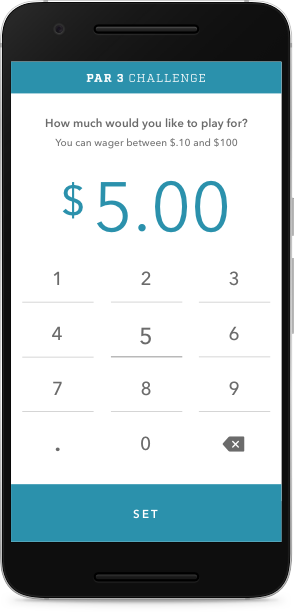 PAR 3 CHALLENGE
How much would you like to play for?
You can wager between $.10 and $100
$5.00
1 2 3
4 5 6
7 8 9
. 0
SET